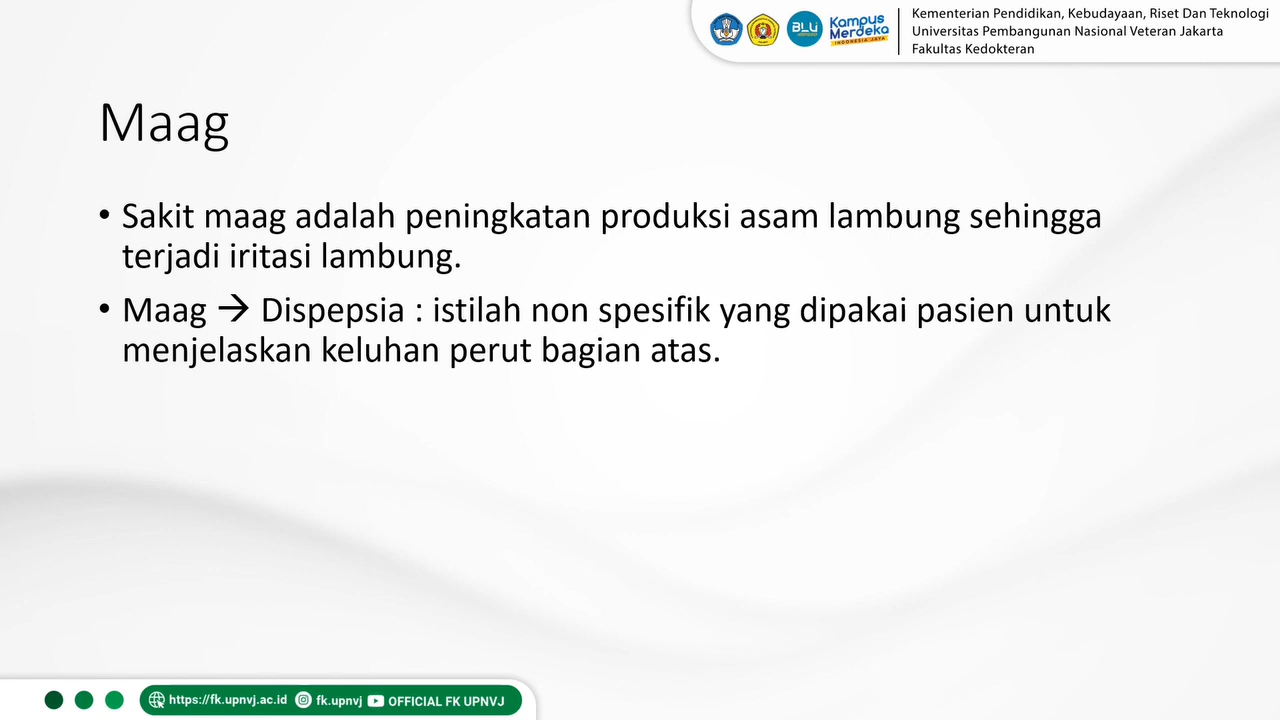 BLU
Kampus
Merdeka
INDONESIA JAYA
Kementerian Pendidikan, Kebudayaan, Riset Dan Teknologi
Universitas Pembangunan Nasional Veteran Jakarta
Fakultas Kedokteran
Maag
• Sakit maag adalah peningkatan produksi asam lambung sehingga
terjadi iritasi lambung.
• Maag → Dispepsia : istilah non spesifik yang dipakai pasien untuk
menjelaskan keluhan perut bagian atas.
https://fk.upnvj.ac.id fk.upnvj OFFICIAL FK UPNVJ